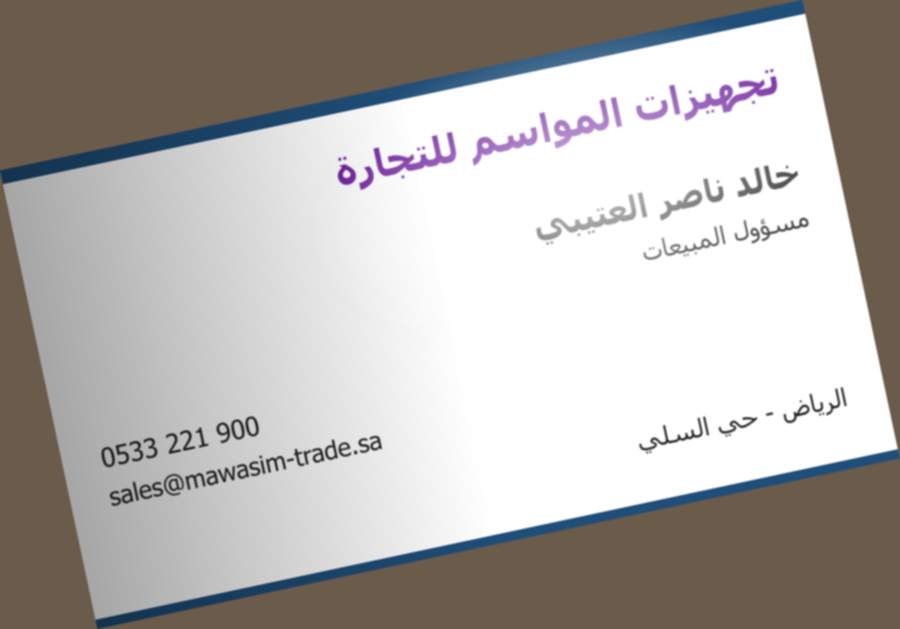 تجهيزات المواسم للتجارة
خالد ناصر العتيبي
مسؤول المبيعات
0533 221 900
sales@mawasim-trade.sa
الرياض - حي السلي